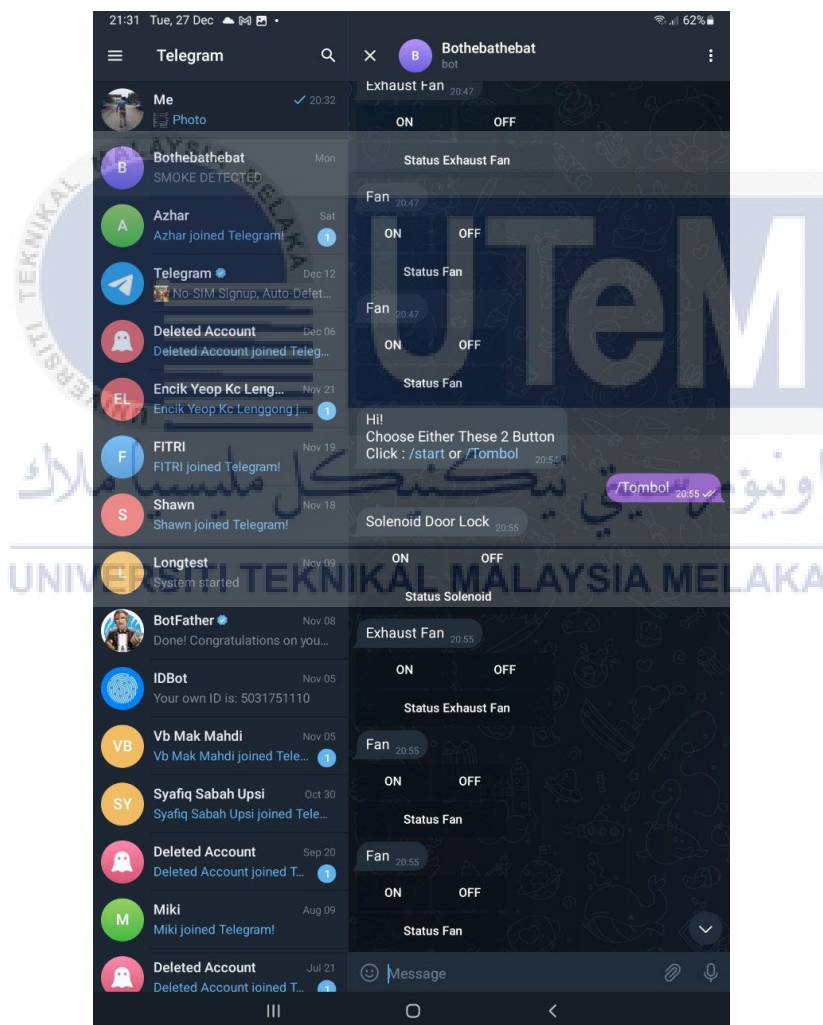 21:31 Tue, 27 Dec
62%
Telegram
Me 20:32
Photo
Bothebathebat Mon
SMOKE DETECTED
Azhar Sat
Azhar joined Telegram! 1
Telegram Dec 12
No-SIM Signup, Auto-Delet...
Deleted Account Dec 06
Deleted Account joined Teleg...
EL
Encik Yeop Kc Leng... Nov 21
Encik Yeop Kc Lenggong j... 1
FITRI Nov 19
FITRI joined Telegram!
Shawn Nov 18
Shawn joined Telegram!
Longtest Nov 09
System started
BotFather Nov 08
Done! Congratulations on you...
IDBot Nov 05
Your own ID is: 5031751110
VB
Vb Mak Mahdi Nov 05
Vb Mak Mahdi joined Tele... 1
SY
Syafiq Sabah Upsi Oct 30
Syafiq Sabah Upsi joined Tele...
Deleted Account Sep 20
Deleted Account joined T... 1
M
Miki Aug 09
Miki joined Telegram!
Deleted Account Jul 21
Deleted Account joined T... 1
B
Bothebathebat
bot
Exhaust Fan 20:47
ON OFF
Status Exhaust Fan
Fan 20:47
ON OFF
Status Fan
Fan 20:47
ON OFF
Status Fan
Hi!
Choose Either These 2 Button
Click : /start or /Tombol
/Tombol 20:55
Solenoid Door Lock 20:55
ON OFF
Status Solenoid
Exhaust Fan 20:55
ON OFF
Status Exhaust Fan
Fan 20:55
ON OFF
Status Fan
Fan 20:55
ON OFF
Status Fan
Message
UTeM
اونيورسيتي تيكنيكل مليسيا ملاك
UNIVERSITI TEKNIKAL MALAYSIA MELAKA